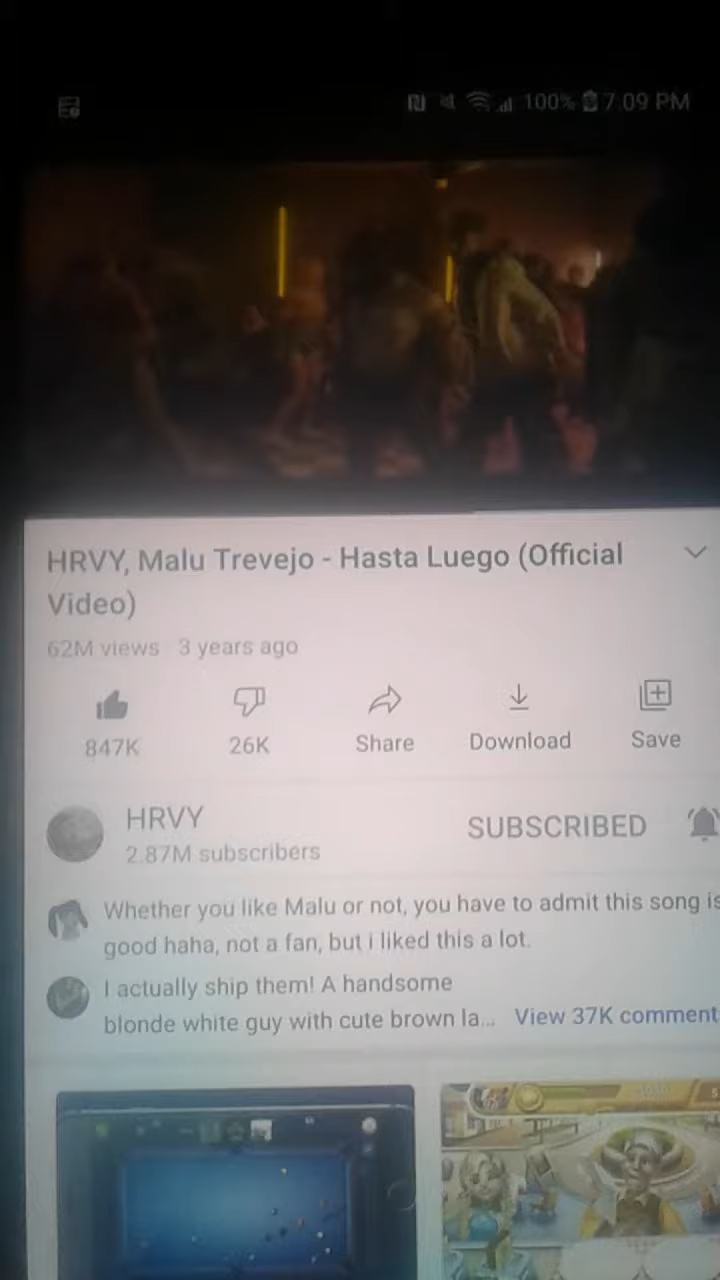 100% 7.09 PM
HRVY, Malu Trevejo - Hasta Luego (Official
Video)
62M views 3 years ago
847K 26K Share Download Save
HRVY SUBSCRIBED
2.87M subscribers
Whether you like Malu or not, you have to admit this song is
good haha, not a fan, but i liked this a lot.
I actually ship them! A handsome
blonde white guy with cute brown la... View 37K comment